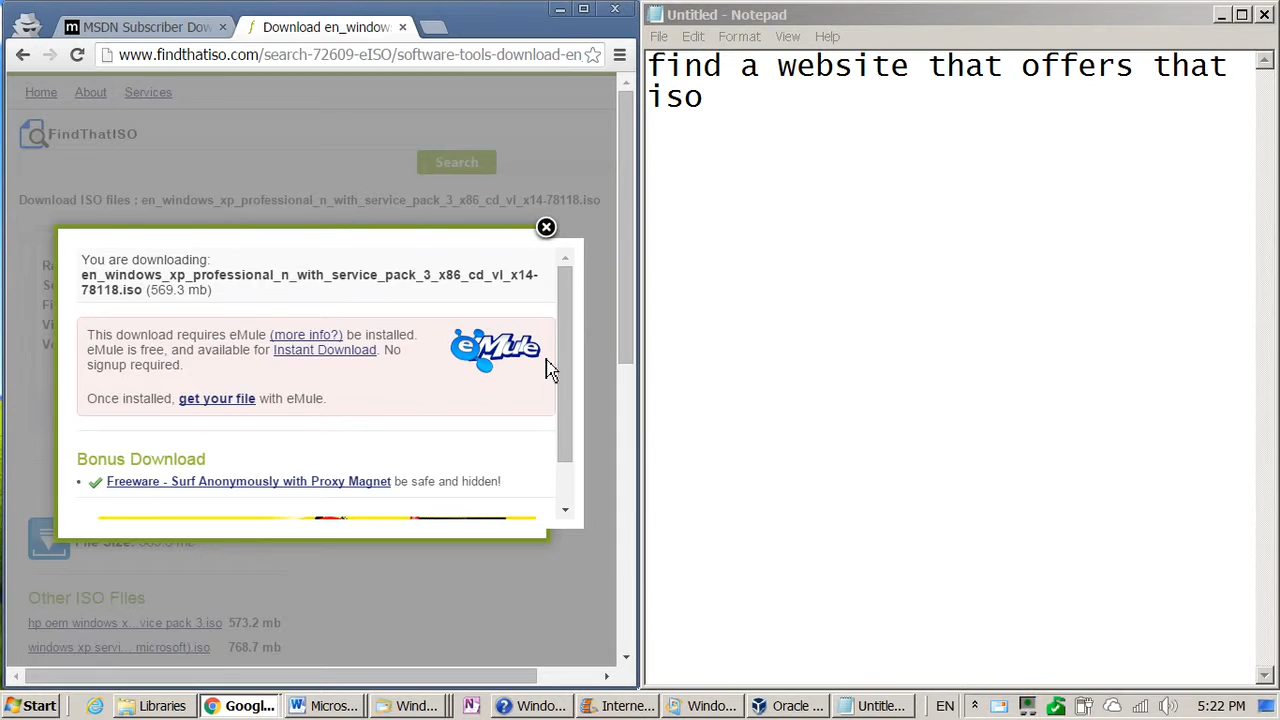 MSDN Subscriber Dow
Download en_window
www.findthatiso.com/search-72609-eISO/software-tools-download-en_
Home About Services
FindThatISO
Search
Download ISO files : en_windows_xp_professional_n_with_service_pack_3_x86_cd_vl_x14-78118.iso
You are downloading:
en_windows_xp_professional_n_with_service_pack_3_x86_cd_vl_x14-
78118.iso (569.3 mb)
This download requires eMule (more info?) be installed.
eMule is free, and available for Instant Download. No
signup required.
eMule
Once installed, get your file with eMule.
Bonus Download
Freeware - Surf Anonymously with Proxy Magnet be safe and hidden!
File Size:
Other ISO Files
hp oem windows x... vice pack 3.iso 573.2 mb
windows xp servi... microsoft).iso 768.7 mb
Untitled - Notepad
File Edit Format View Help
find a website that offers that
iso
Start Libraries Googl... Micros... Wind... Windo... Interne... Windo... Oracle ... Untitle... EN 5:22 PM